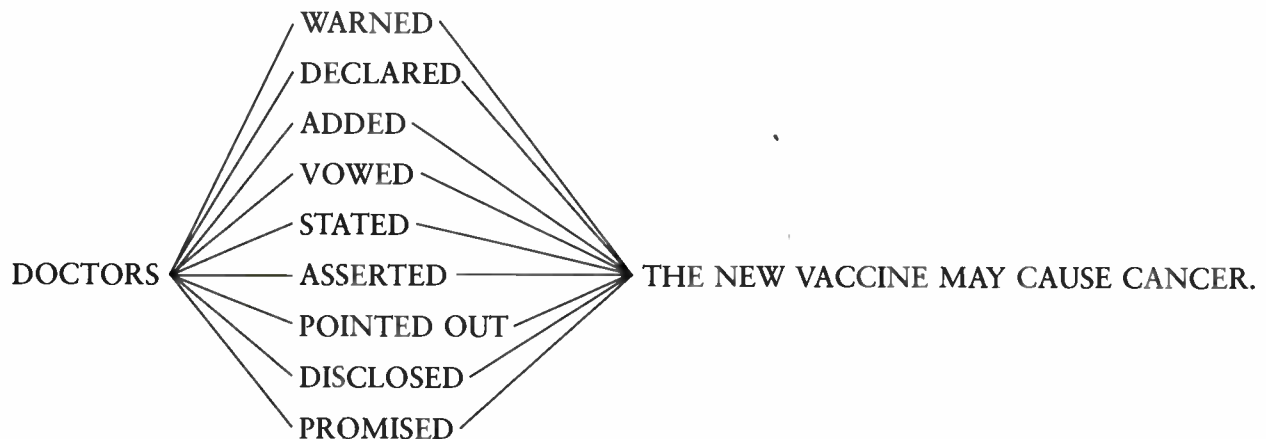 WARNED
DECLARED
ADDED
VOWED
STATED
DOCTORS ASSERTED THE NEW VACCINE MAY CAUSE CANCER.
POINTED OUT
DISCLOSED
PROMISED